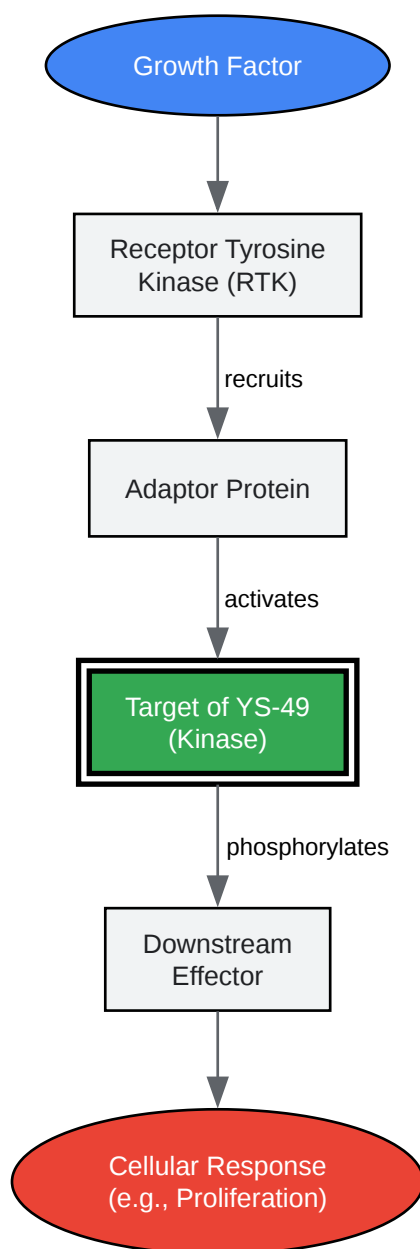 Growth Factor
Receptor Tyrosine
Kinase (RTK)
recruits
Adaptor Protein
activates
Target of YS-49
(Kinase)
phosphorylates
Downstream
Effector
Cellular Response
(e.g., Proliferation)